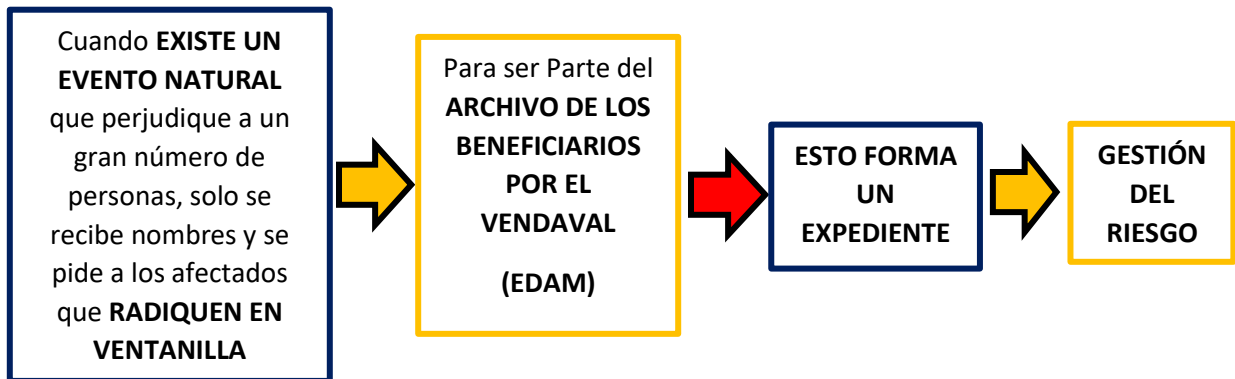 Cuando EXISTE UN
EVENTO NATURAL
que perjudique a un
gran número de
personas, solo se
recibe nombres y se
pide a los afectados
que RADIQUEN EN
VENTANILLA
Para ser Parte del
ARCHIVO DE LOS
BENEFICIARIOS
POR EL
VENDAVAL
(EDAM)
ESTO FORMA
UN
EXPEDIENTE
GESTIÓN
DEL
RIESGO